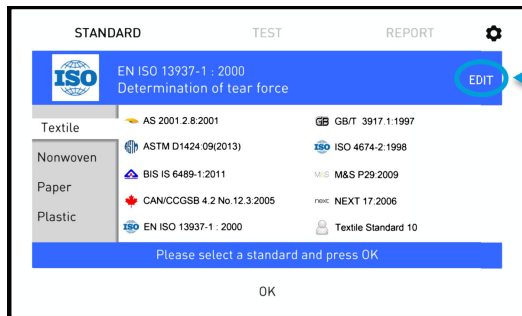 STANDARD TEST REPORT
ISO
EN ISO 13937-1 : 2000
Determination of tear force
EDIT
Textile
Nonwoven
Paper
Plastic
AS 2001.2.8:2001
ASTM D1424:09(2013)
BIS IS 6489-1:2011
CAN/CCGSB 4.2 No.12.3:2005
ISO EN ISO 13937-1 : 2000
GB GB/T 3917.1:1997
ISO ISO 4674-2:1998
M&S M&S P29:2009
next NEXT 17:2006
Textile Standard 10
Please select a standard and press OK
OK